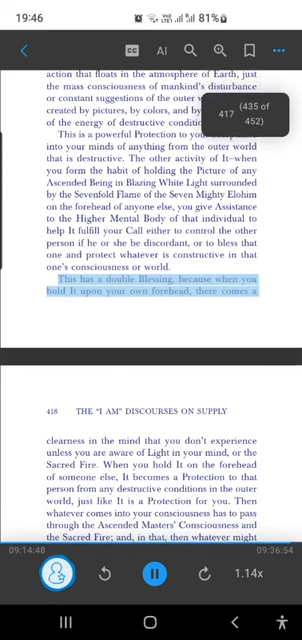 19:46
81%
CC
AI
action that floats in the atmosphere of Earth, just
the mass consciousness of mankind's disturbance
or constant suggestions of the outer
created by pictures, by colors, and by
of the energy of destructive
417 (435 of
452)
This is a powerful Protection to your
into your minds of anything from the outer world
that is destructive. The other activity of It—when
you form the habit of holding the Picture of any
Ascended Being in Blazing White Light surrounded
by the Sevenfold Flame of the Seven Mighty Elohim
on the forehead of anyone else, you give Assistance
to the Higher Mental Body of that individual to
help It fulfill your Call either to control the other
person if he or she be discordant, or to bless that
one and protect whatever is constructive in that
one's consciousness or world.
This has a double Blessing, because when you
hold It upon your own forehead, there comes a
418 THE "I AM" DISCOURSES ON SUPPLY
clearness in the mind that you don't experience
unless you are aware of Light in your mind, or the
Sacred Fire. When you hold It on the forehead
of someone else, It becomes a Protection to that
person from any destructive conditions in the outer
world, just like It is a Protection for you. Then
whatever comes into your consciousness has to pass
through the Ascended Masters' Consciousness and
the Sacred Fire; and, in that, then whatever might
09:14:48
09:36:54
1.14x